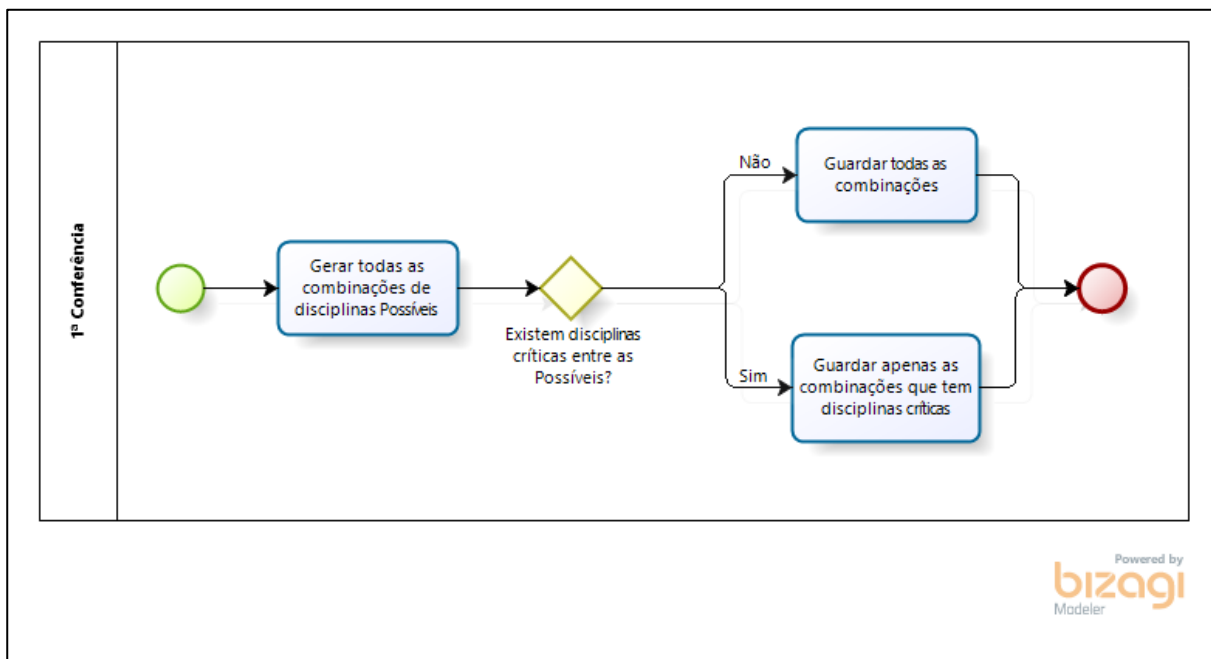 1ª Conferência
Gerar todas as
combinações de
disciplinas Possíveis
Existem disciplinas
críticas entre as
Possíveis?
Não
Guardar todas as
combinações
Sim
Guardar apenas as
combinações que tem
disciplinas críticas
Powered by
bizagi
Modeler